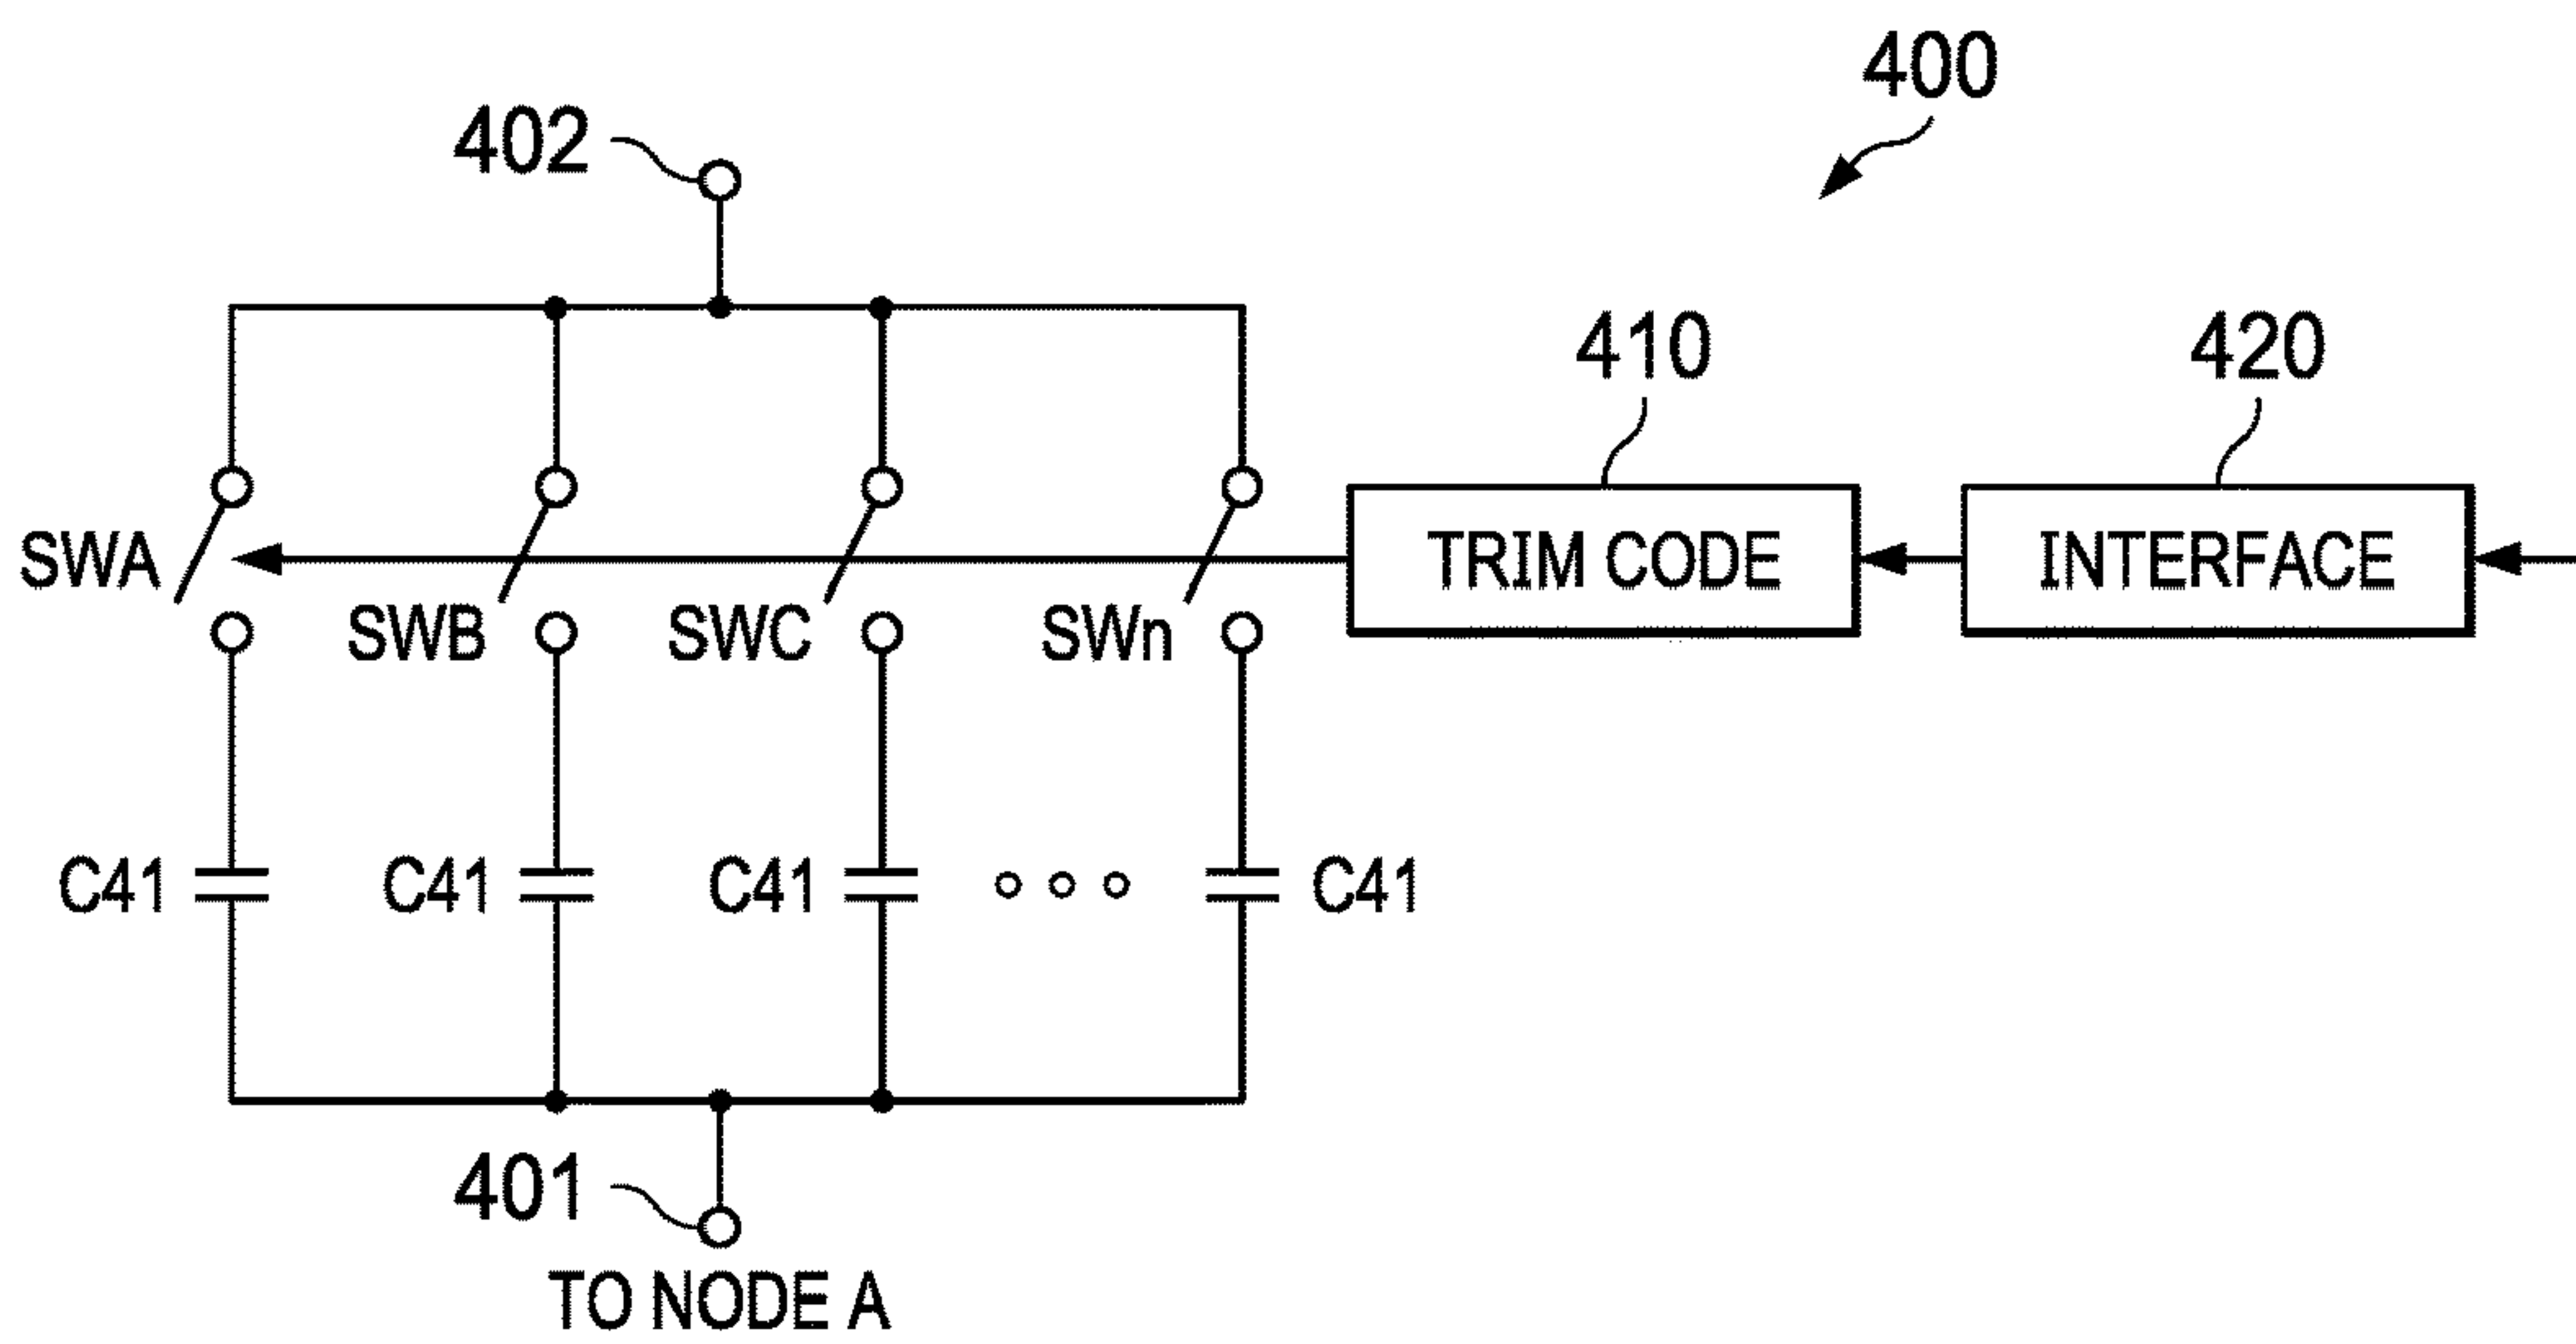 400
402
410
420
SWA
TRIM CODE
INTERFACE
SWB
SWC
SWn
C41
C41
C41
C41
401
TO NODE A